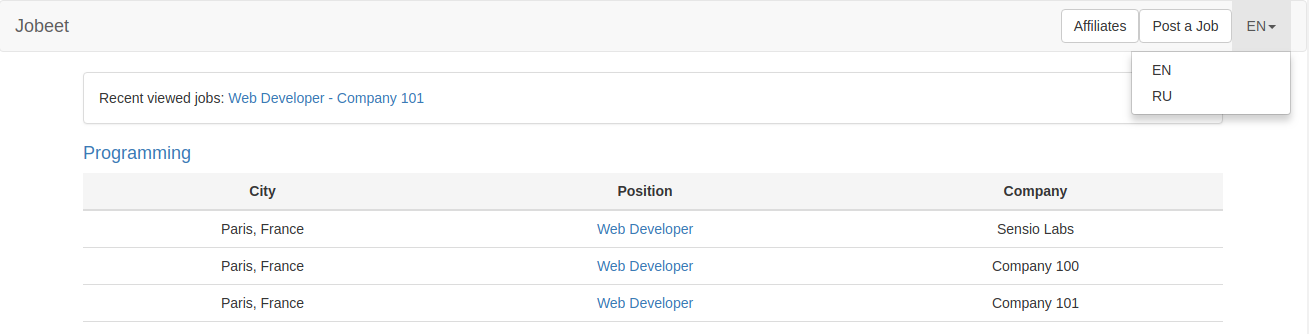 Jobeet Affiliates Post a Job EN
EN
RU
Recent viewed jobs: Web Developer - Company 101
Programming
City Position Company
Paris, France Web Developer Sensio Labs
Paris, France Web Developer Company 100
Paris, France Web Developer Company 101